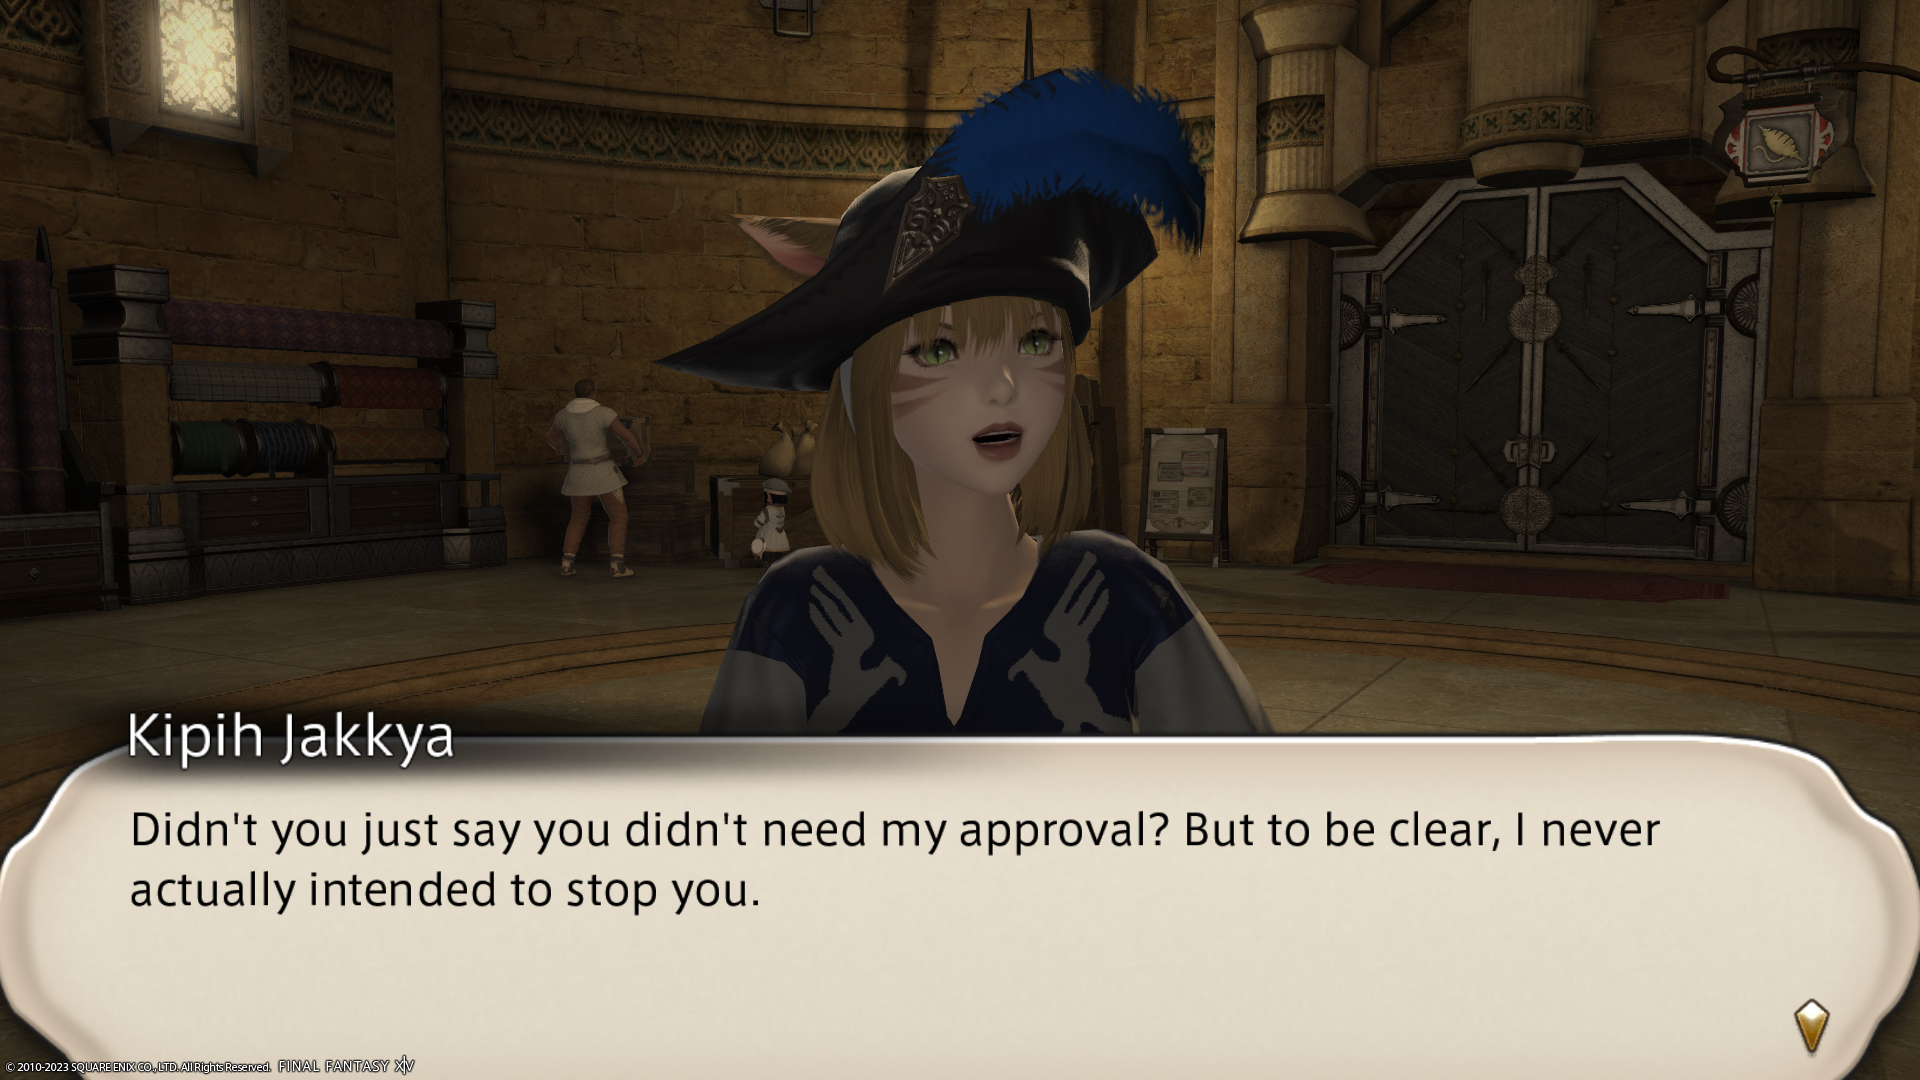 Kipih Jakkya
Didn't you just say you didn't need my approval? But to be clear, I never
actually intended to stop you.
© 2010-2023 SQUARE ENIX CO., LTD. All Rights Reserved. FINAL FANTASY XIV